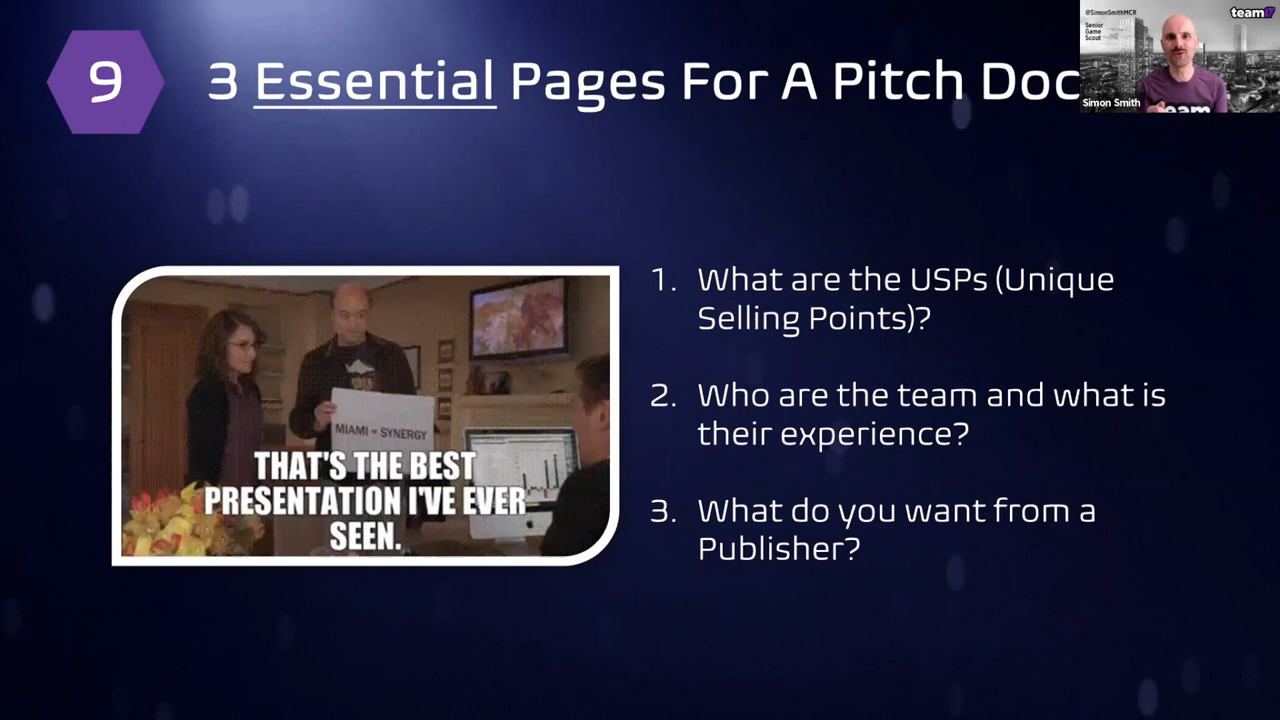 9
3 Essential Pages For A Pitch Doc
@SimonSmithMCR
Senior
Game
Scout
team17
Simon Smith
team
MIAMI = SYNERGY
THAT'S THE BEST
PRESENTATION I'VE EVER
SEEN.
1. What are the USPs (Unique
Selling Points)?
2. Who are the team and what is
their experience?
3. What do you want from a
Publisher?